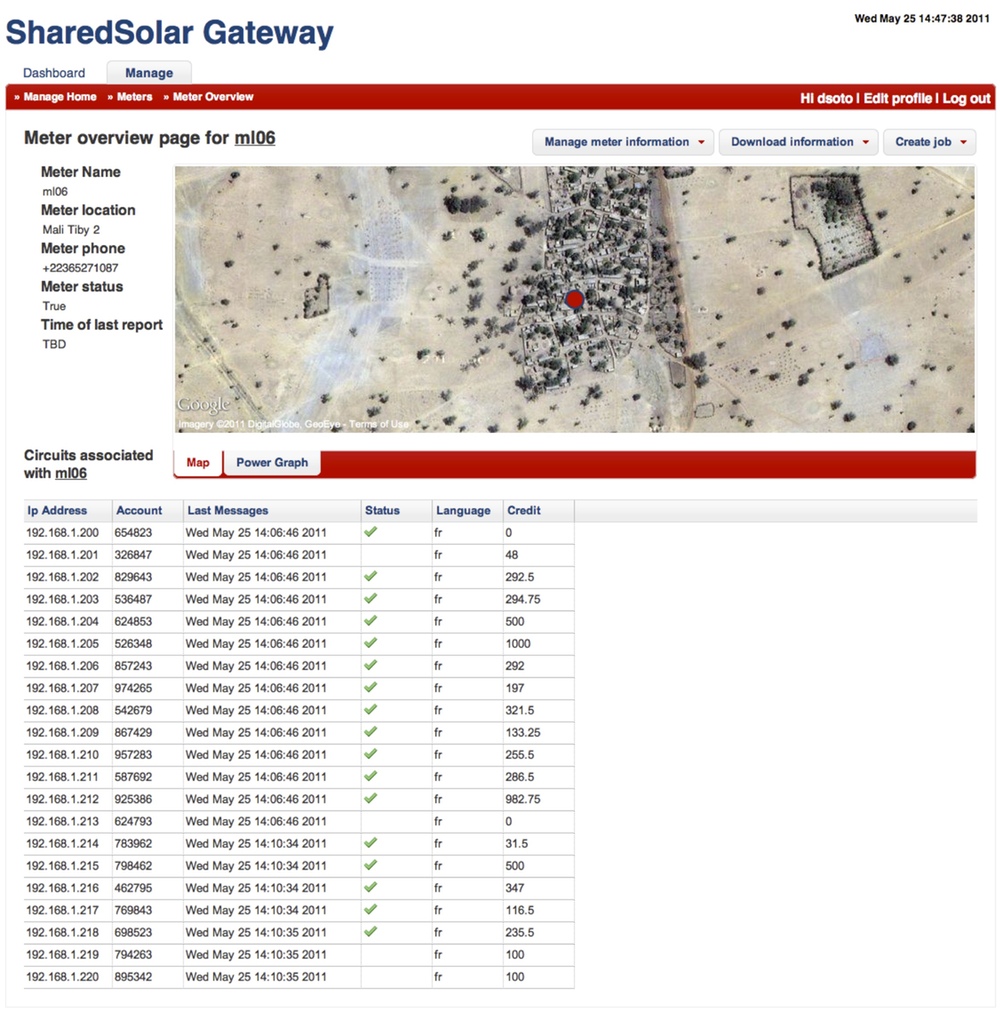 Wed May 25 14:47:38 2011
SharedSolar Gateway
Dashboard Manage
» Manage Home » Meters » Meter Overview Hi dsoto | Edit profile | Log out
Meter overview page for ml06
Manage meter information Download information Create job
Meter Name
ml06
Meter location
Mali Tiby 2
Meter phone
+22365271087
Meter status
True
Time of last report
TBD
Google
Imagery ©2011 DigitalGlobe, GeoEye - Terms of Use
Circuits associated
with ml06
Map Power Graph
Ip Address Account Last Messages Status Language Credit
192.168.1.200 654823 Wed May 25 14:06:46 2011 fr 0
192.168.1.201 326847 Wed May 25 14:06:46 2011 fr 48
192.168.1.202 829643 Wed May 25 14:06:46 2011 fr 292.5
192.168.1.203 536487 Wed May 25 14:06:46 2011 fr 294.75
192.168.1.204 624853 Wed May 25 14:06:46 2011 fr 500
192.168.1.205 526348 Wed May 25 14:06:46 2011 fr 1000
192.168.1.206 857243 Wed May 25 14:06:46 2011 fr 292
192.168.1.207 974265 Wed May 25 14:06:46 2011 fr 197
192.168.1.208 542679 Wed May 25 14:06:46 2011 fr 321.5
192.168.1.209 867429 Wed May 25 14:06:46 2011 fr 133.25
192.168.1.210 957283 Wed May 25 14:06:46 2011 fr 255.5
192.168.1.211 587692 Wed May 25 14:06:46 2011 fr 286.5
192.168.1.212 925386 Wed May 25 14:06:46 2011 fr 982.75
192.168.1.213 624793 Wed May 25 14:06:46 2011 fr 0
192.168.1.214 783962 Wed May 25 14:10:34 2011 fr 31.5
192.168.1.215 798462 Wed May 25 14:10:34 2011 fr 500
192.168.1.216 462795 Wed May 25 14:10:34 2011 fr 347
192.168.1.217 769843 Wed May 25 14:10:34 2011 fr 116.5
192.168.1.218 698523 Wed May 25 14:10:35 2011 fr 235.5
192.168.1.219 794263 Wed May 25 14:10:35 2011 fr 100
192.168.1.220 895342 Wed May 25 14:10:35 2011 fr 100